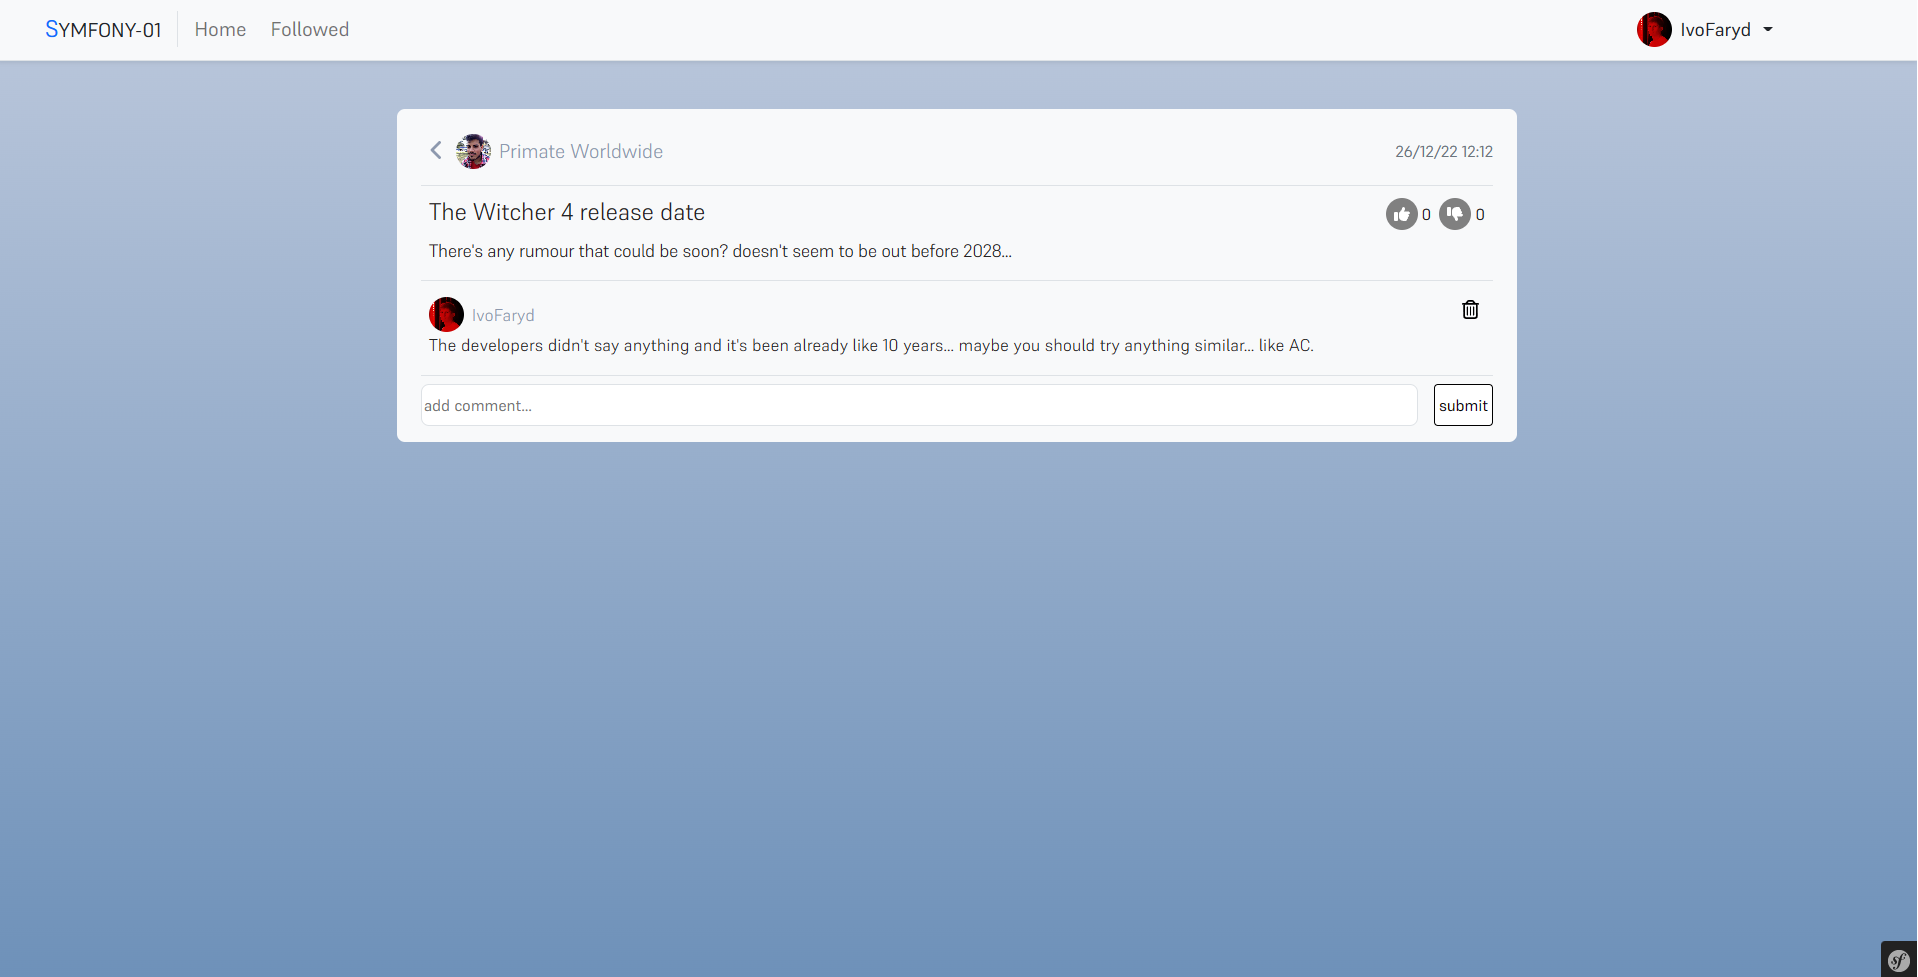 SYMFONY-01
Home
Followed
IvoFaryd
Primate Worldwide
26/12/22 12:12
The Witcher 4 release date
0
0
There's any rumour that could be soon? doesn't seem to be out before 2028...
IvoFaryd
The developers didn't say anything and it's been already like 10 years... maybe you should try anything similar... like AC.
add comment...
submit
sf